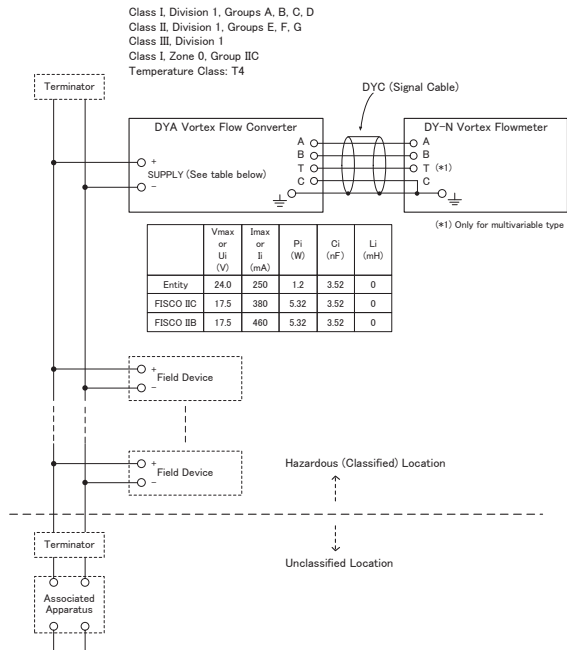 Class I, Division 1, Groups A, B, C, D
Class II, Division 1, Groups E, F, G
Class III, Division 1
Class I, Zone 0, Group IIC
Temperature Class: T4
Terminator
DYC (Signal Cable)
DYA Vortex Flow Converter
DY-N Vortex Flowmeter
A
A
B
B
+
T
T (*1)
SUPPLY (See table below)
C
C
-
(*1) Only for multivariable type
Vmax or Ui (V)
Imax or Ii (mA)
Pi (W)
Ci (nF)
Li (mH)
Entity 24.0 250 1.2 3.52 0
FISCO IIC 17.5 380 5.32 3.52 0
FISCO IIB 17.5 460 5.32 3.52 0
+
Field Device
-
+
Field Device
-
Hazardous (Classified) Location
Unclassified Location
Terminator
Associated
Apparatus